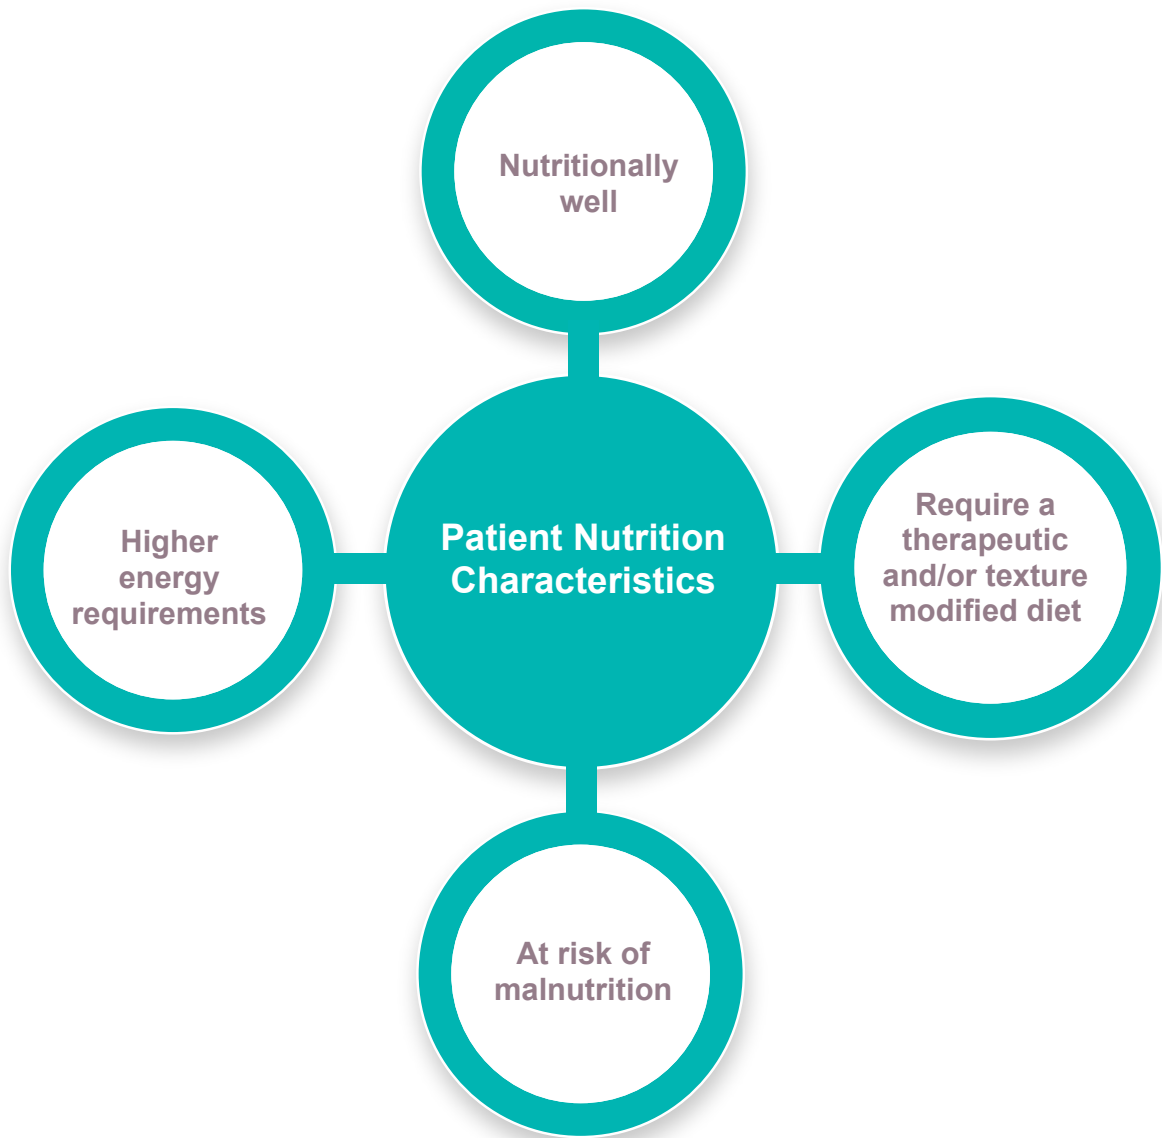 Nutritionally
well
Higher
energy
requirements
Patient Nutrition
Characteristics
Require a
therapeutic
and/or texture
modified diet
At risk of
malnutrition